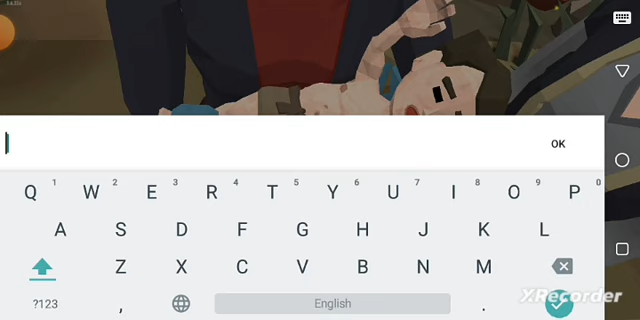 OK
Q 1 W 2 E 3 R 4 T 5 Y 6 U 7 I 8 O 9 P 0
A S D F G H J K L
Z X C V B N M
?123 , English .
XRecorder